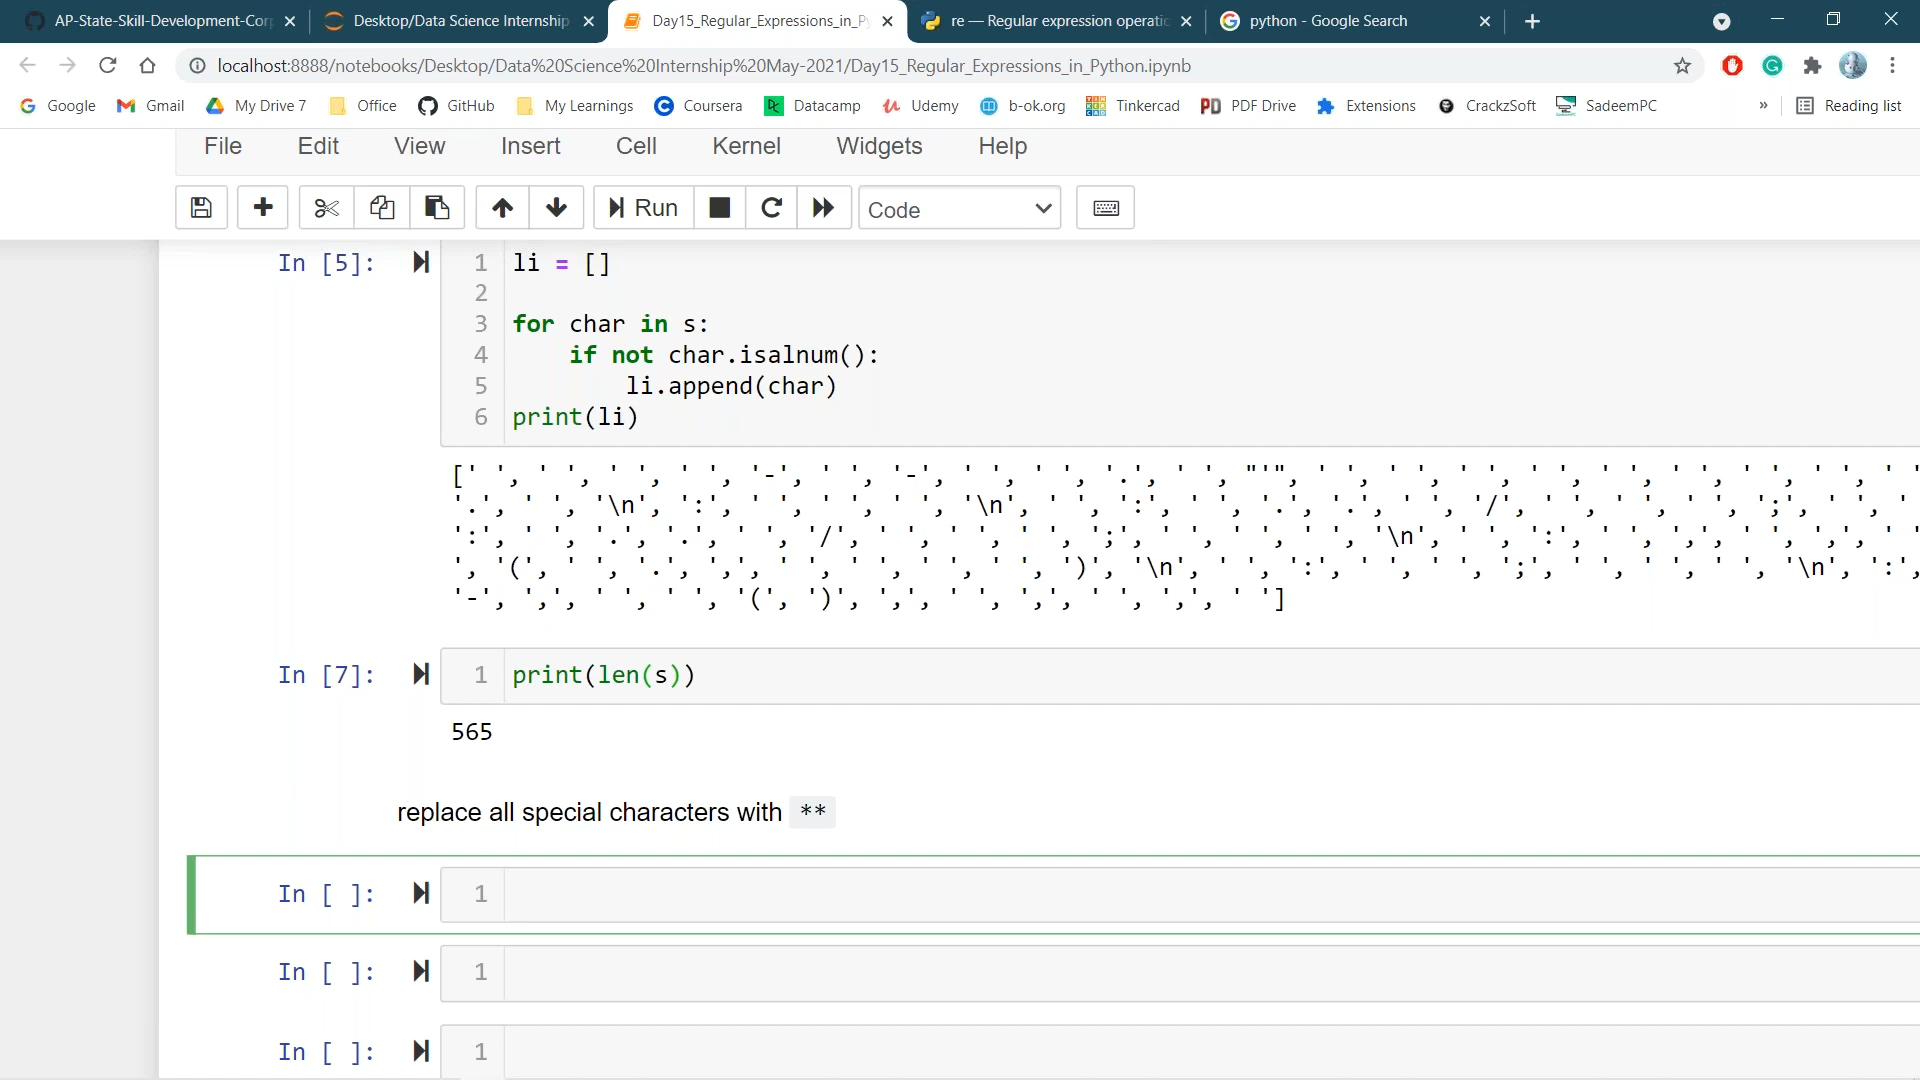 AP-State-Skill-Development-Corp
Desktop/Data Science Internship
Day15_Regular_Expressions_in_Py
re — Regular expression operatic
python - Google Search
localhost:8888/notebooks/Desktop/Data%20Science%20Internship%20May-2021/Day15_Regular_Expressions_in_Python.ipynb
Google Gmail My Drive 7 Office GitHub My Learnings Coursera Datacamp Udemy b-ok.org Tinkercad PDF Drive Extensions CrackzSoft SadeemPC » Reading list
File Edit View Insert Cell Kernel Widgets Help
Run Code
In [5]: 1 li = []
2
3 for char in s:
4     if not char.isalnum():
5         li.append(char)
6 print(li)
[' ', ' ', ' ', ' ', '-', ' ', '-', ' ', ' ', '.', ' ', "'", ' ', ' ', ' ', ' ', ' ', ' ', ' ', ' ', ' '
'.', ' ', '\n', ':', ' ', ' ', ' ', '\n', ' ', ':', ' ', '.', '.', ' ', '/', ' ', ' ', ' ', ';', ' ', '
':', ' ', '.', '.', ' ', '/', ' ', ' ', ' ', ';', ' ', ' ', ' ', '\n', ' ', ':', ' ', ',', ' ', ',', ' '
', '(', ' ', '.', ',', ' ', ' ', ' ', ' ', ')', '\n', ' ', ':', ' ', ' ', ';', ' ', ' ', ' ', '\n', ':',
'-', ',', ' ', ' ', '(', ')', ',', ' ', ',', ' ', ',', ' ']
In [7]: 1 print(len(s))
565
replace all special characters with **
In [ ]: 1
In [ ]: 1
In [ ]: 1